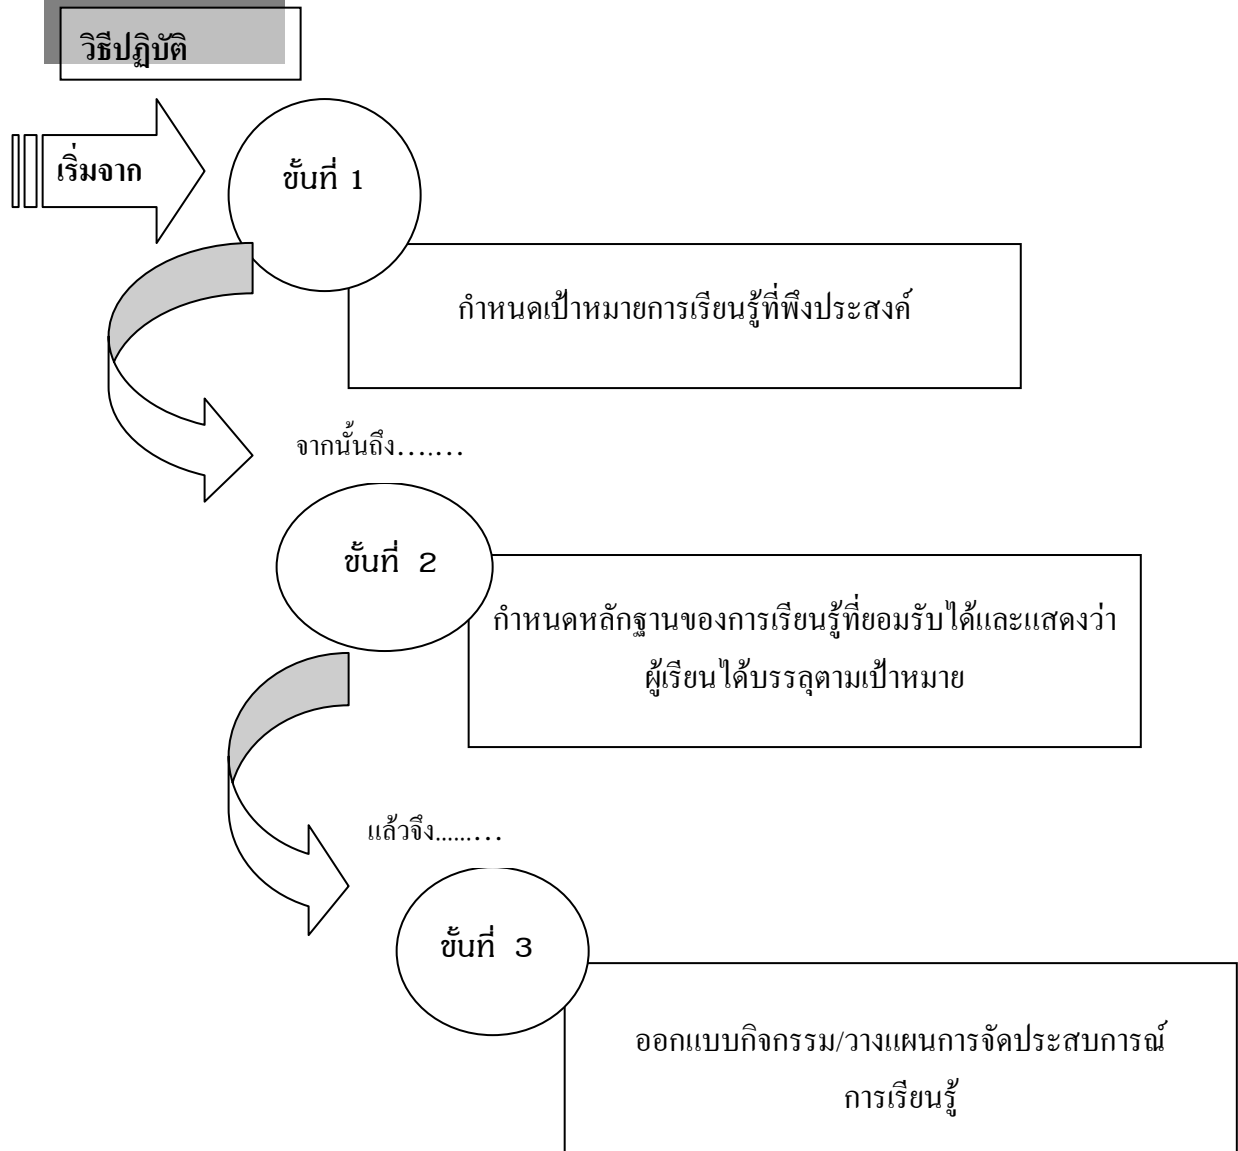 วิธีปฏิบัติ
เริ่มจาก
ขั้นที่ 1
กำหนดเป้าหมายการเรียนรู้ที่พึงประสงค์
จากนั้นถึง…….…
ขั้นที่ 2
กำหนดหลักฐานของการเรียนรู้ที่ยอมรับได้และแสดงว่า
ผู้เรียนได้บรรลุตามเป้าหมาย
แล้วจึง......….
ขั้นที่ 3
ออกแบบกิจกรรม/วางแผนการจัดประสบการณ์
การเรียนรู้